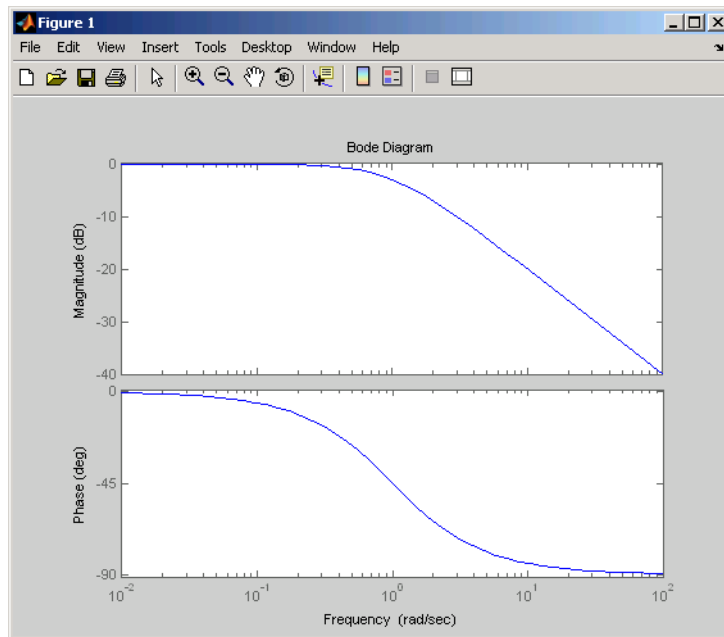 Figure 1
File Edit View Insert Tools Desktop Window Help
Bode Diagram
Magnitude (dB)
0
-10
-20
-30
-40
Phase (deg)
0
-45
-90
10^-2 10^-1 10^0 10^1 10^2
Frequency (rad/sec)